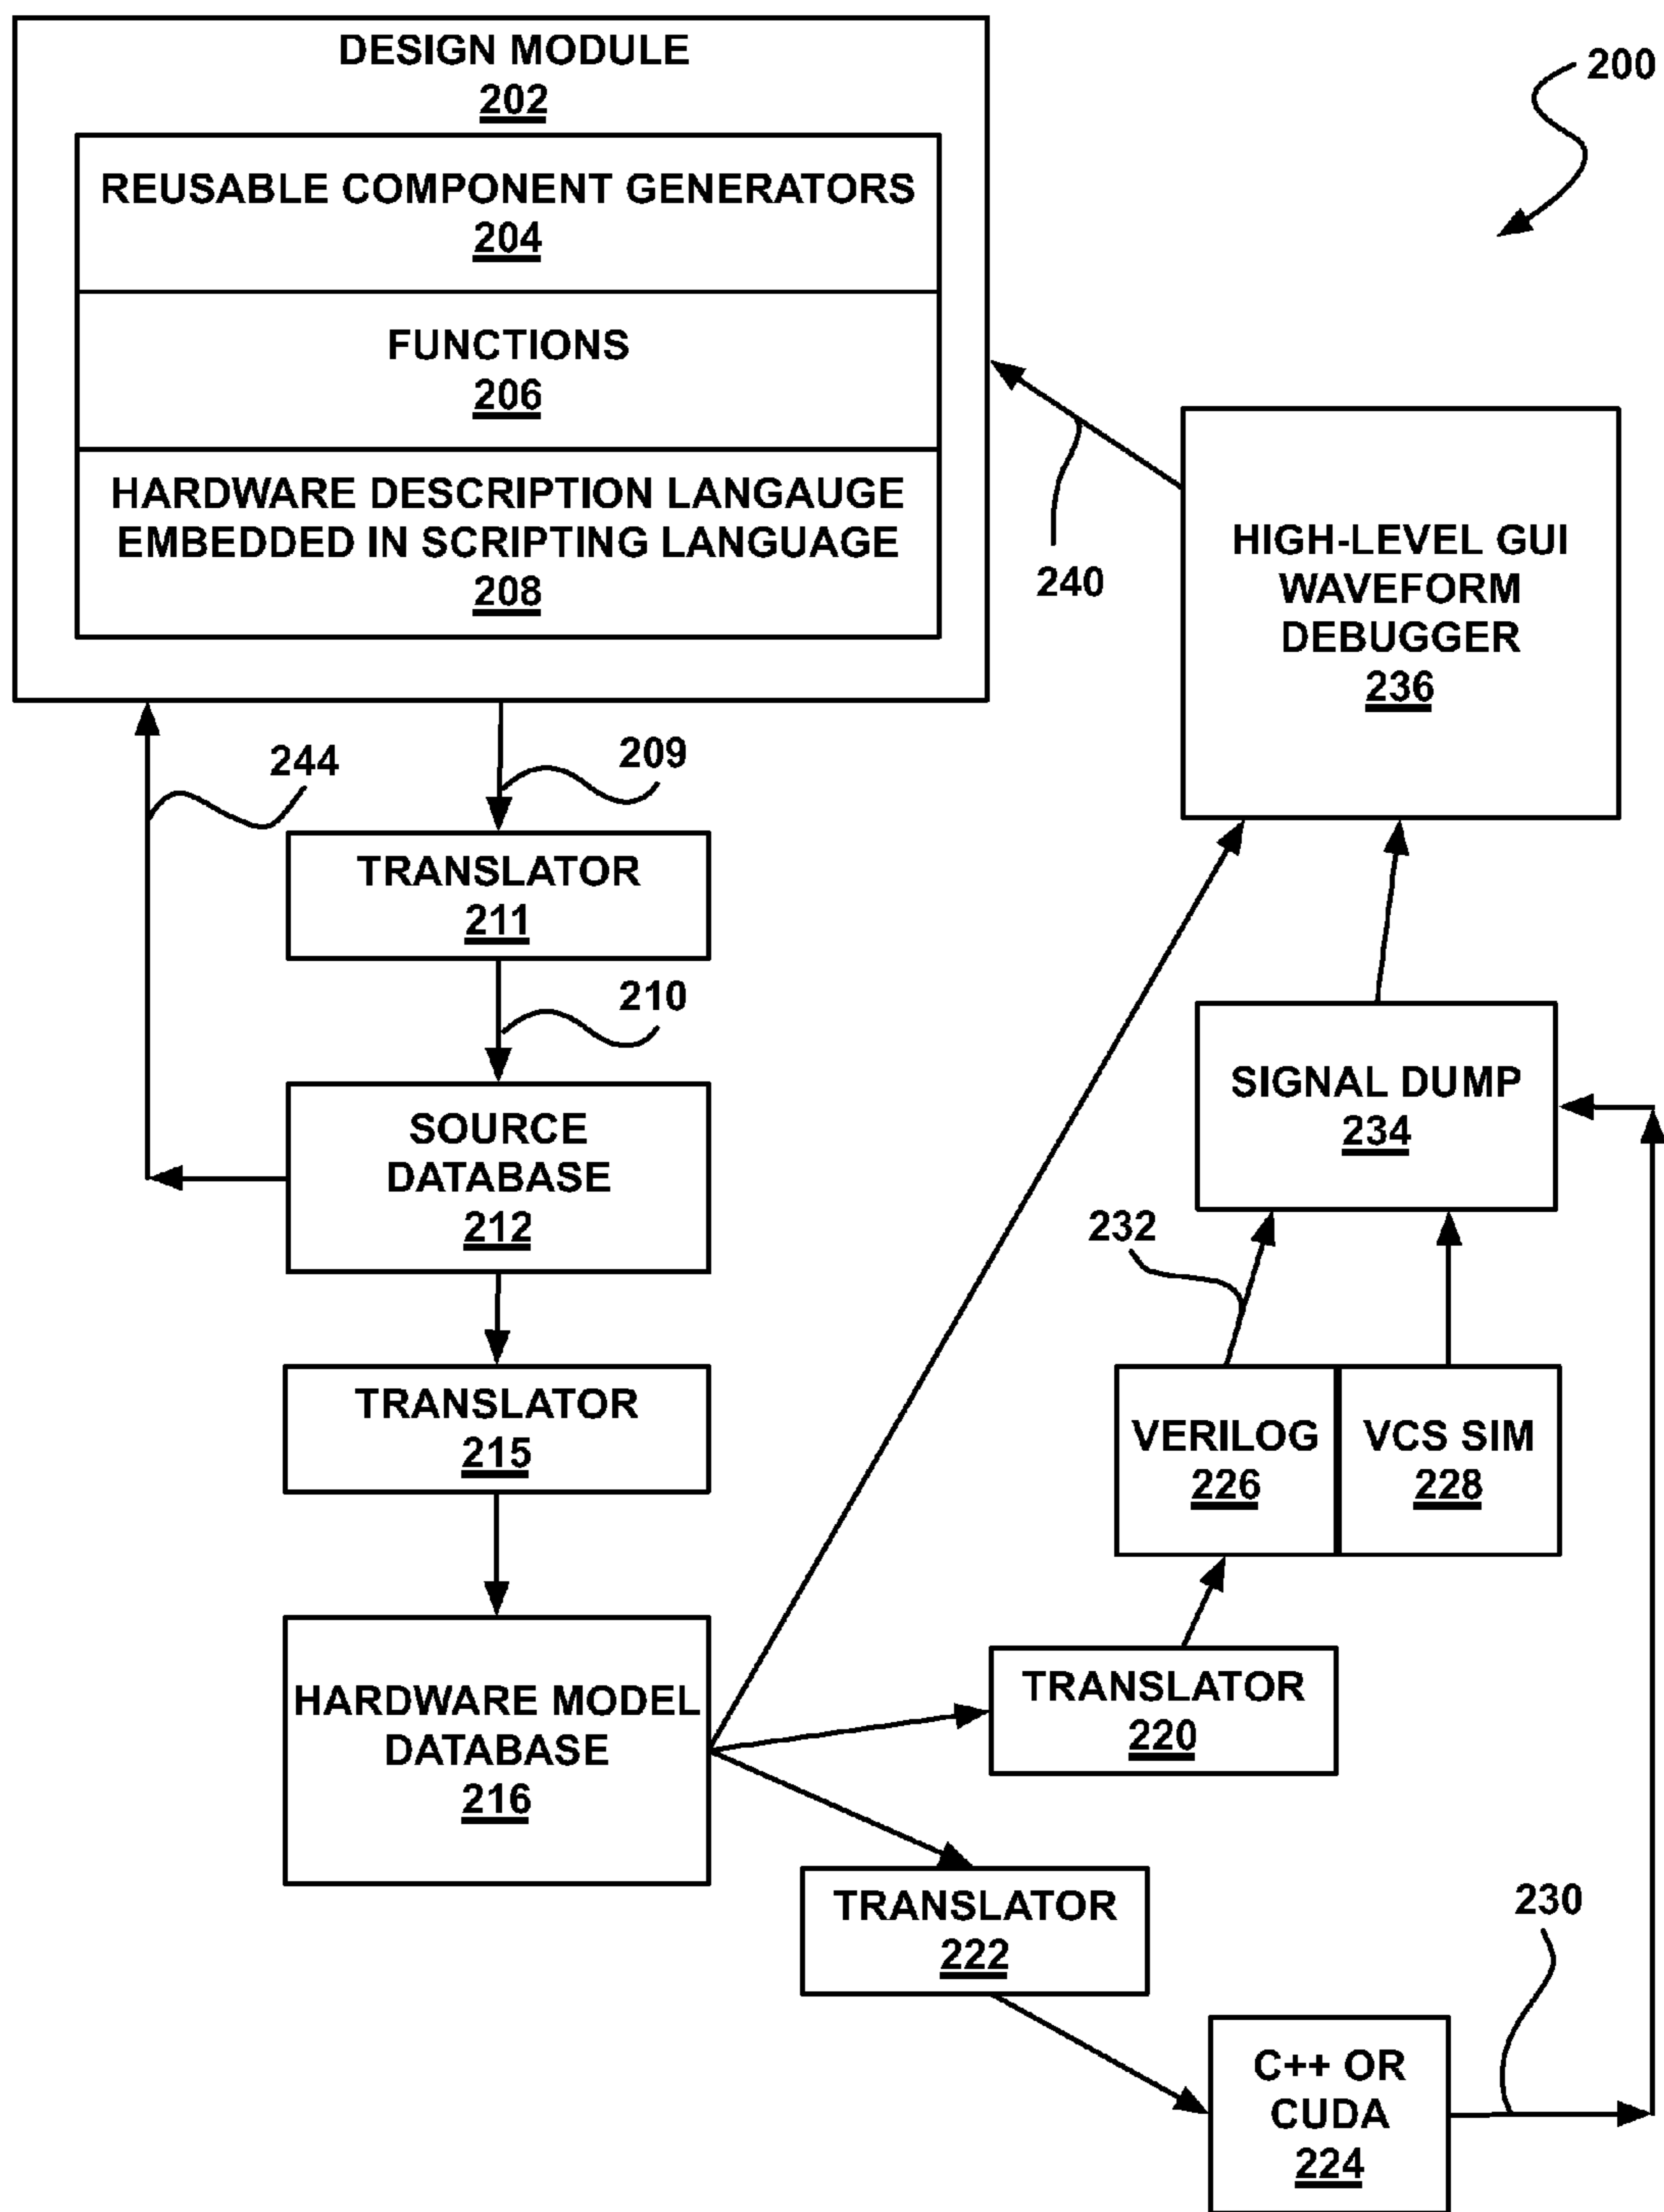 DESIGN MODULE
202
200
REUSABLE COMPONENT GENERATORS
204
FUNCTIONS
206
HARDWARE DESCRIPTION LANGAUGE
EMBEDDED IN SCRIPTING LANGUAGE
208
240
HIGH-LEVEL GUI
WAVEFORM
DEBUGGER
236
244
209
TRANSLATOR
211
210
SOURCE
DATABASE
212
SIGNAL DUMP
234
232
TRANSLATOR
215
VERILOG
226
VCS SIM
228
HARDWARE MODEL
DATABASE
216
TRANSLATOR
220
TRANSLATOR
222
230
C++ OR
CUDA
224